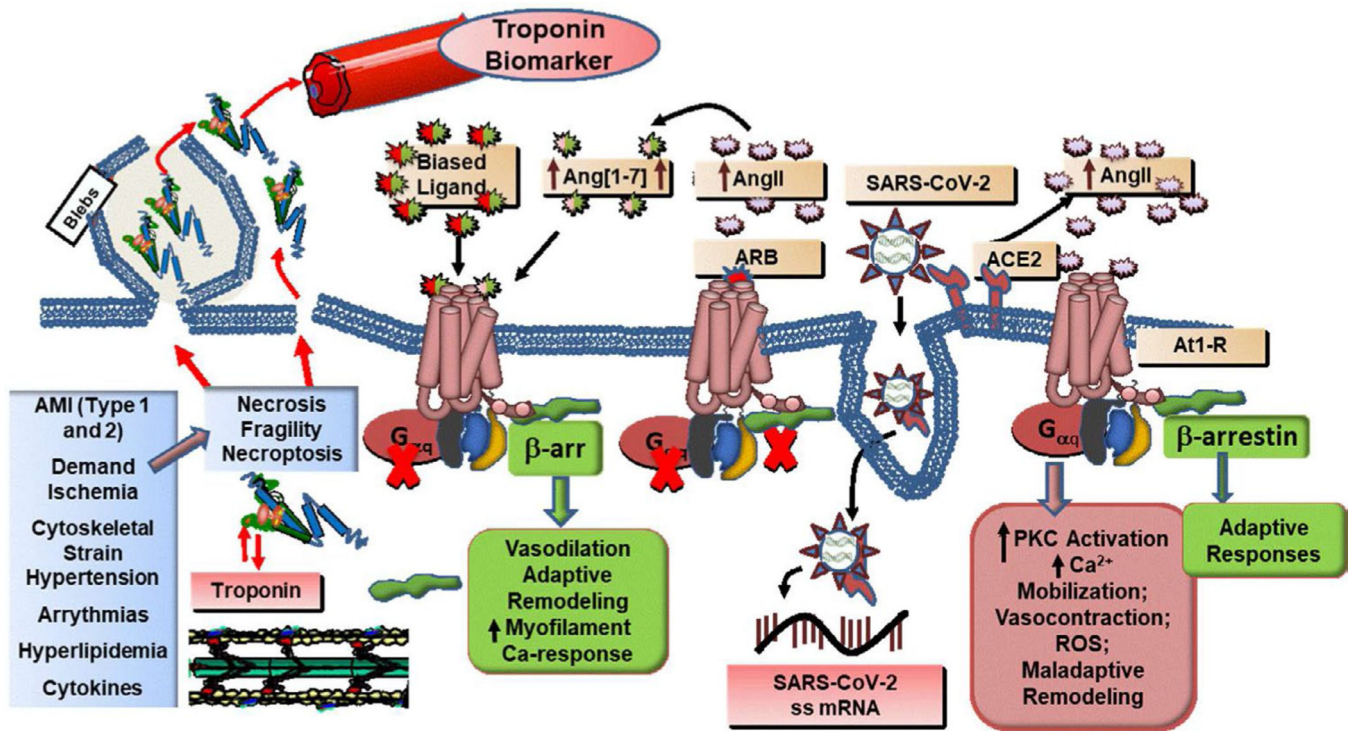 Troponin
Biomarker
Blebs
Biased
Ligand
Ang[1-7]
AngII
SARS-CoV-2
AngII
ARB
ACE2
At1-R
AMI (Type 1
and 2)
Demand
Ischemia
Cytoskeletal
Strain
Hypertension
Arrythmias
Hyperlipidemia
Cytokines
Necrosis
Fragility
Necroptosis
Troponin
Gαq
β-arr
Vasodilation
Adaptive
Remodeling
Myofilament
Ca-response
Gαq
SARS-CoV-2
ss mRNA
Gαq
β-arrestin
PKC Activation
Ca²⁺
Mobilization;
Vasocontraction;
ROS;
Maladaptive
Remodeling
Adaptive
Responses